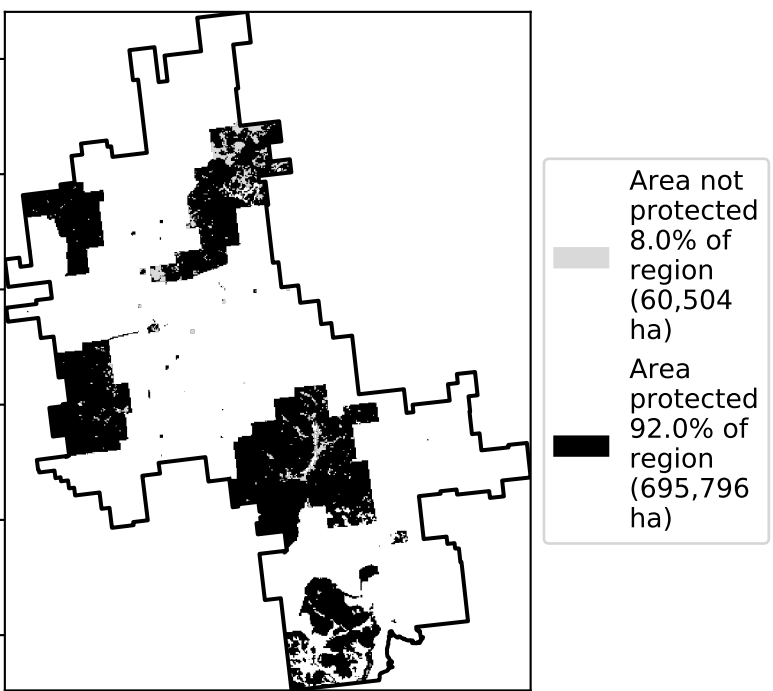 Area not
protected
8.0% of
region
(60,504
ha)
Area
protected
92.0% of
region
(695,796
ha)